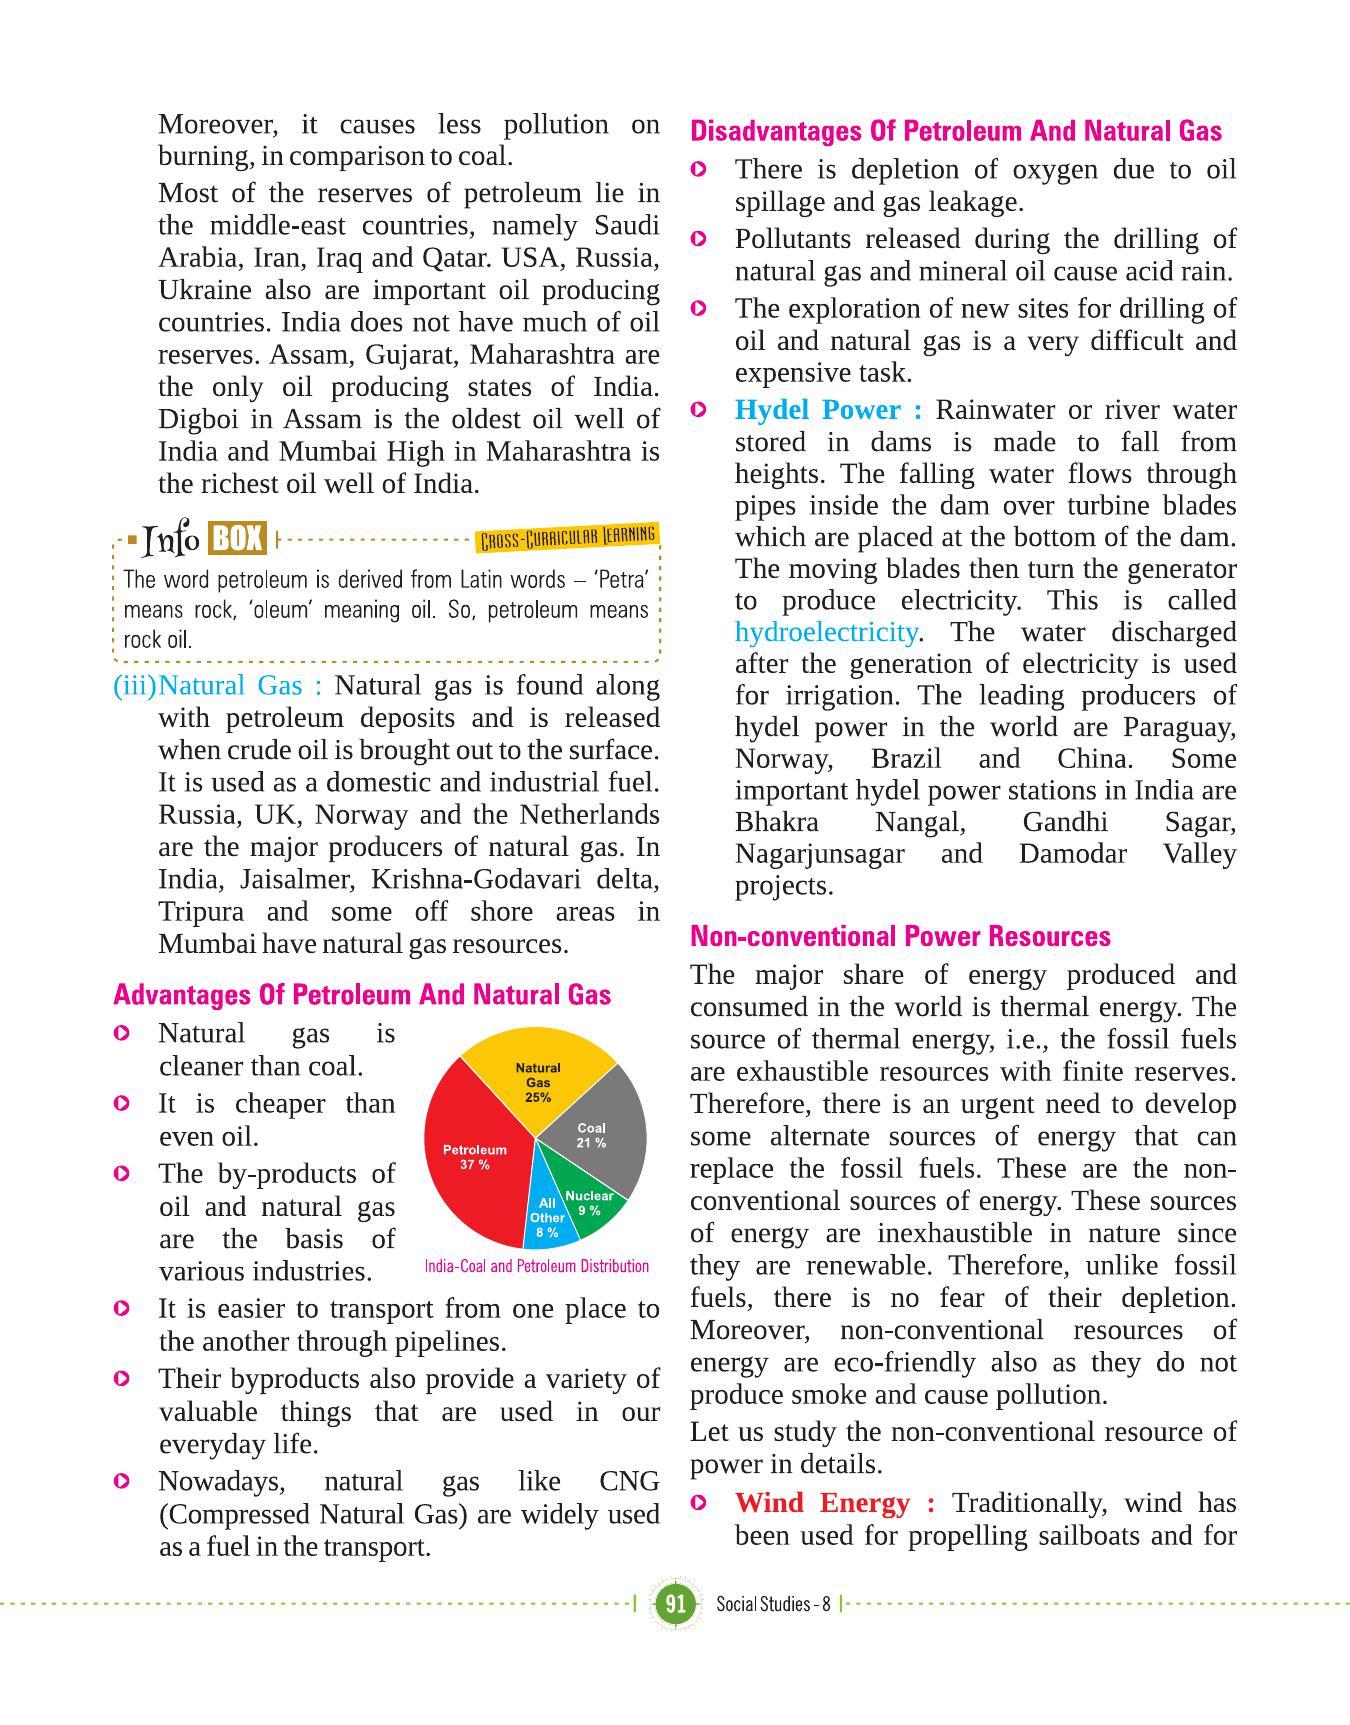 Moreover, it causes less pollution on
burning, in comparison to coal.
Most of the reserves of petroleum lie in
the middle-east countries, namely Saudi
Arabia, Iran, Iraq and Qatar. USA, Russia,
Ukraine also are important oil producing
countries. India does not have much of oil
reserves. Assam, Gujarat, Maharashtra are
the only oil producing states of India.
Digboi in Assam is the oldest oil well of
India and Mumbai High in Maharashtra is
the richest oil well of India.
Info BOX
CROSS-CURRICULAR LEARNING
The word petroleum is derived from Latin words – ‘Petra’
means rock, ‘oleum’ meaning oil. So, petroleum means
rock oil.
(iii)Natural Gas : Natural gas is found along
with petroleum deposits and is released
when crude oil is brought out to the surface.
It is used as a domestic and industrial fuel.
Russia, UK, Norway and the Netherlands
are the major producers of natural gas. In
India, Jaisalmer, Krishna-Godavari delta,
Tripura and some off shore areas in
Mumbai have natural gas resources.
Advantages Of Petroleum And Natural Gas
Natural gas is
cleaner than coal.
It is cheaper than
even oil.
The by-products of
oil and natural gas
are the basis of
various industries.
Natural
Gas
25%
Coal
21 %
Petroleum
37 %
Nuclear
9 %
All
Other
8 %
India-Coal and Petroleum Distribution
It is easier to transport from one place to
the another through pipelines.
Their byproducts also provide a variety of
valuable things that are used in our
everyday life.
Nowadays, natural gas like CNG
(Compressed Natural Gas) are widely used
as a fuel in the transport.
Disadvantages Of Petroleum And Natural Gas
There is depletion of oxygen due to oil
spillage and gas leakage.
Pollutants released during the drilling of
natural gas and mineral oil cause acid rain.
The exploration of new sites for drilling of
oil and natural gas is a very difficult and
expensive task.
Hydel Power : Rainwater or river water
stored in dams is made to fall from
heights. The falling water flows through
pipes inside the dam over turbine blades
which are placed at the bottom of the dam.
The moving blades then turn the generator
to produce electricity. This is called
hydroelectricity. The water discharged
after the generation of electricity is used
for irrigation. The leading producers of
hydel power in the world are Paraguay,
Norway, Brazil and China. Some
important hydel power stations in India are
Bhakra Nangal, Gandhi Sagar,
Nagarjunsagar and Damodar Valley
projects.
Non-conventional Power Resources
The major share of energy produced and
consumed in the world is thermal energy. The
source of thermal energy, i.e., the fossil fuels
are exhaustible resources with finite reserves.
Therefore, there is an urgent need to develop
some alternate sources of energy that can
replace the fossil fuels. These are the non-
conventional sources of energy. These sources
of energy are inexhaustible in nature since
they are renewable. Therefore, unlike fossil
fuels, there is no fear of their depletion.
Moreover, non-conventional resources of
energy are eco-friendly also as they do not
produce smoke and cause pollution.
Let us study the non-conventional resource of
power in details.
Wind Energy : Traditionally, wind has
been used for propelling sailboats and for
91 Social Studies - 8